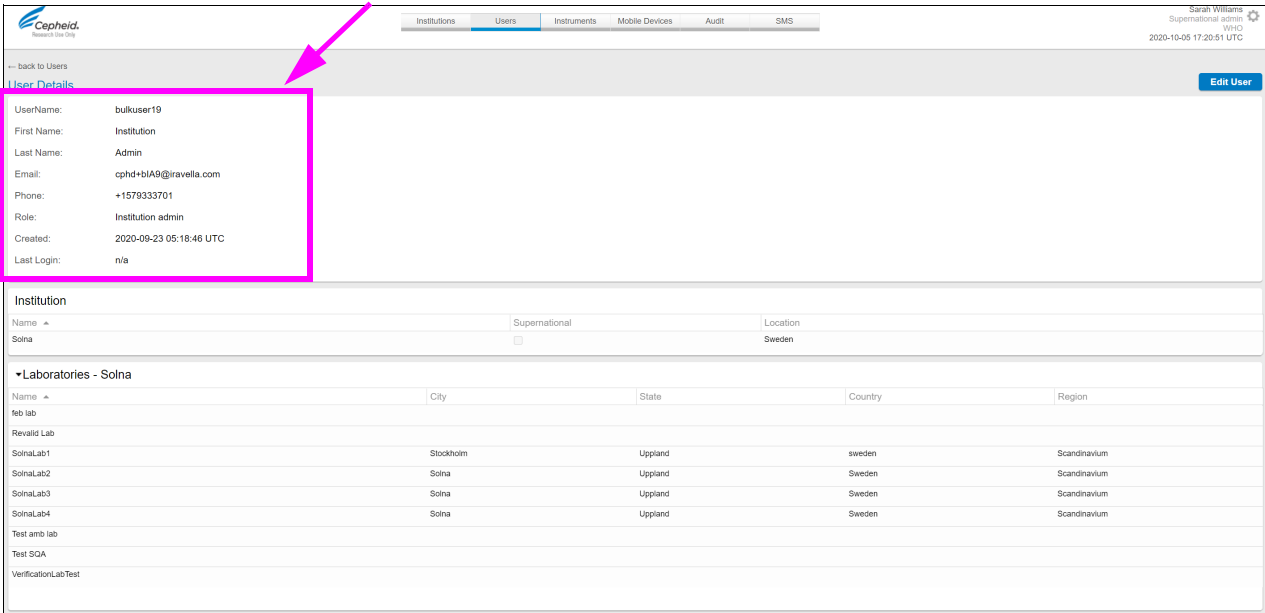 Cepheid.
Research Use Only
Institutions Users Instruments Mobile Devices Audit SMS
Sarah Williams
Supernational admin
WHO
2020-10-05 17:20:51 UTC
← back to Users
User Details
Edit User
UserName: bulkuser19
First Name: Institution
Last Name: Admin
Email: cphd+bIA9@iravella.com
Phone: +1579333701
Role: Institution admin
Created: 2020-09-23 05:18:46 UTC
Last Login: n/a
Institution
Name Supernational Location
Solna Sweden
Laboratories - Solna
Name City State Country Region
feb lab
Revalid Lab
SolnaLab1 Stockholm Uppland sweden Scandinavium
SolnaLab2 Solna Uppland Sweden Scandinavium
SolnaLab3 Solna Uppland Sweden Scandinavium
SolnaLab4 Solna Uppland Sweden Scandinavium
Test amb lab
Test SQA
VerificationLabTest